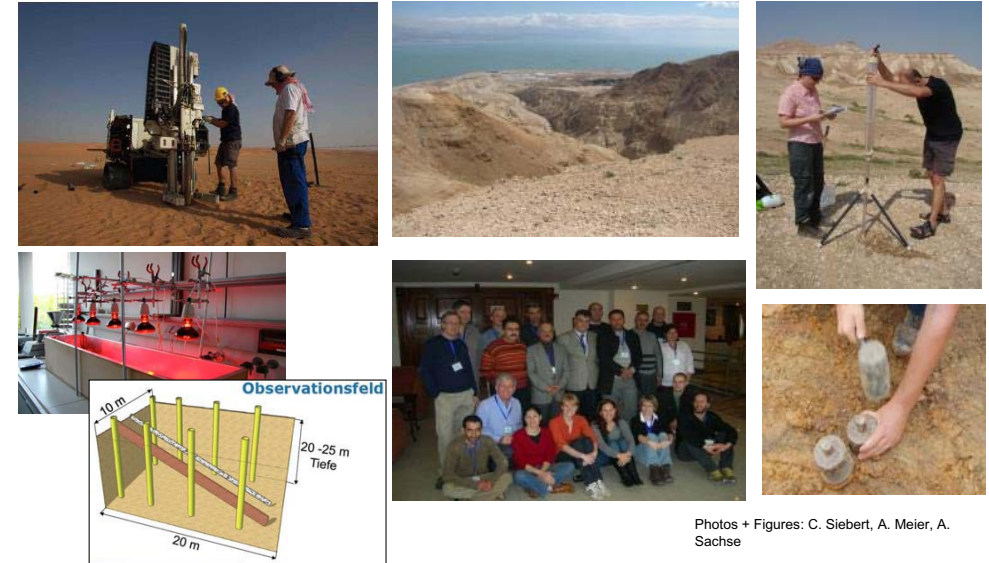 Observationsfeld
10 m
20 -25 m
Tiefe
20 m
Photos + Figures: C. Siebert, A. Meier, A.
Sachse